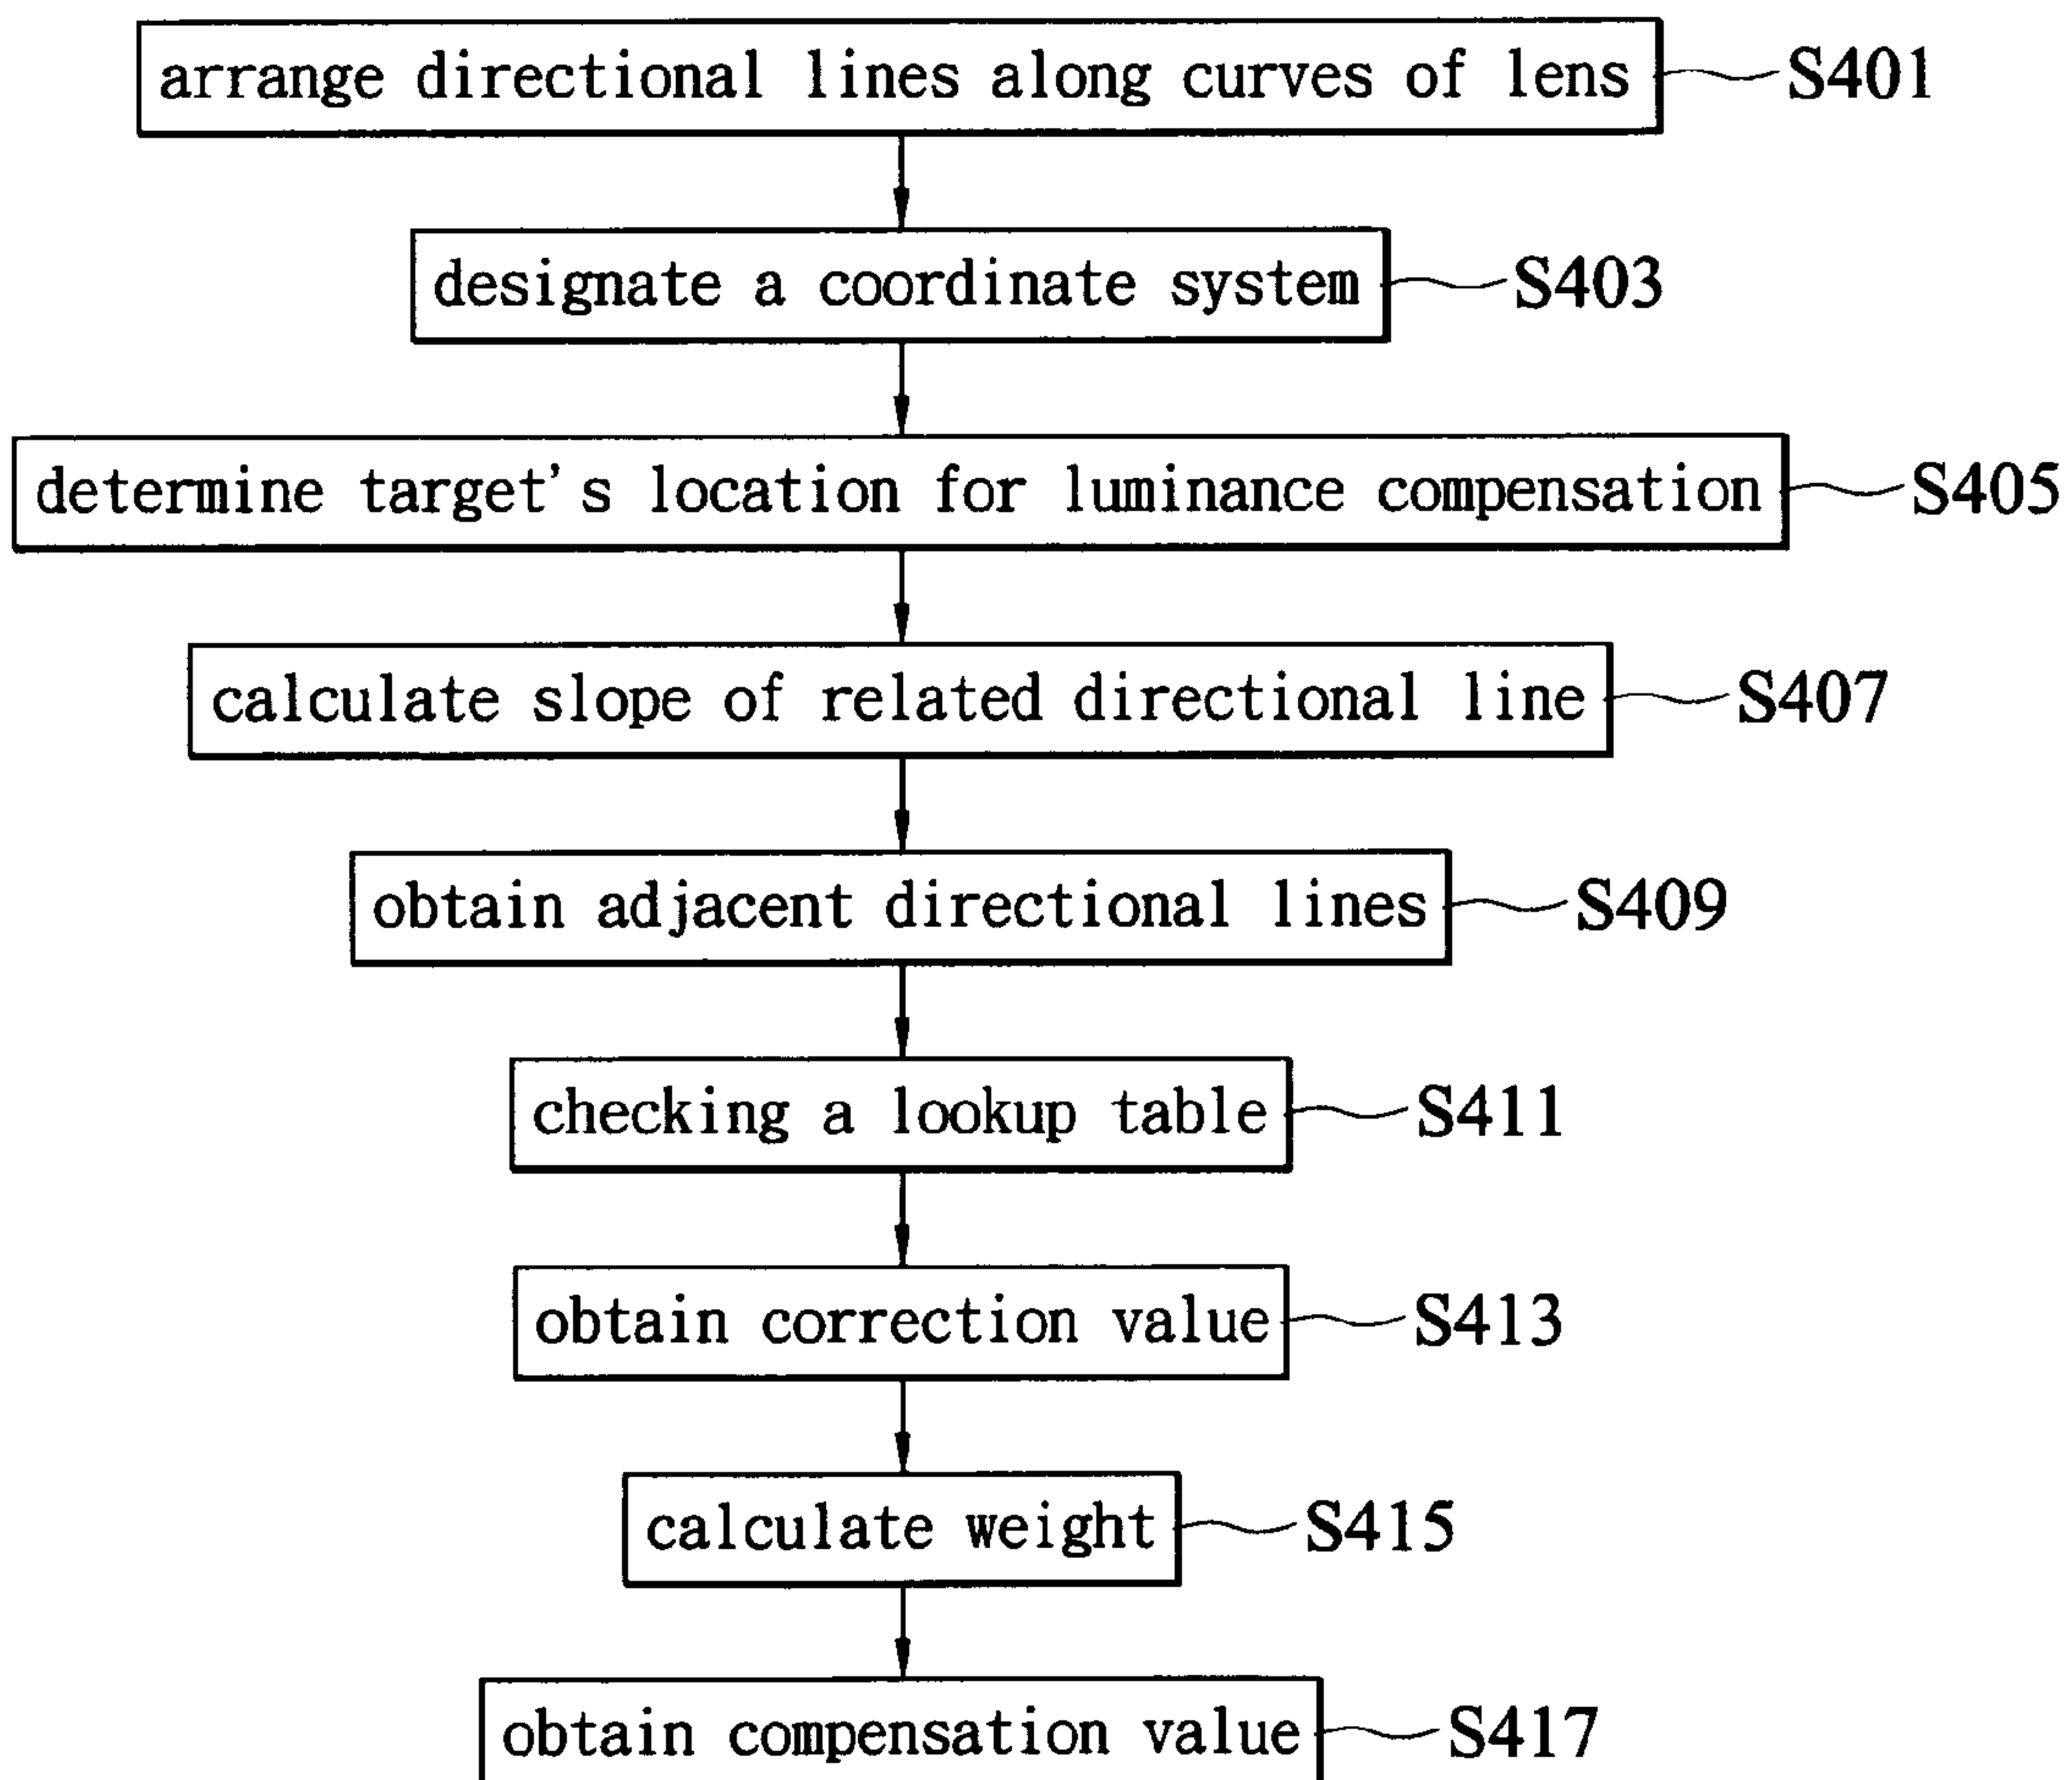 arrange directional lines along curves of lens S401
designate a coordinate system S403
determine target's location for luminance compensation S405
calculate slope of related directional line S407
obtain adjacent directional lines S409
checking a lookup table S411
obtain correction value S413
calculate weight S415
obtain compensation value S417